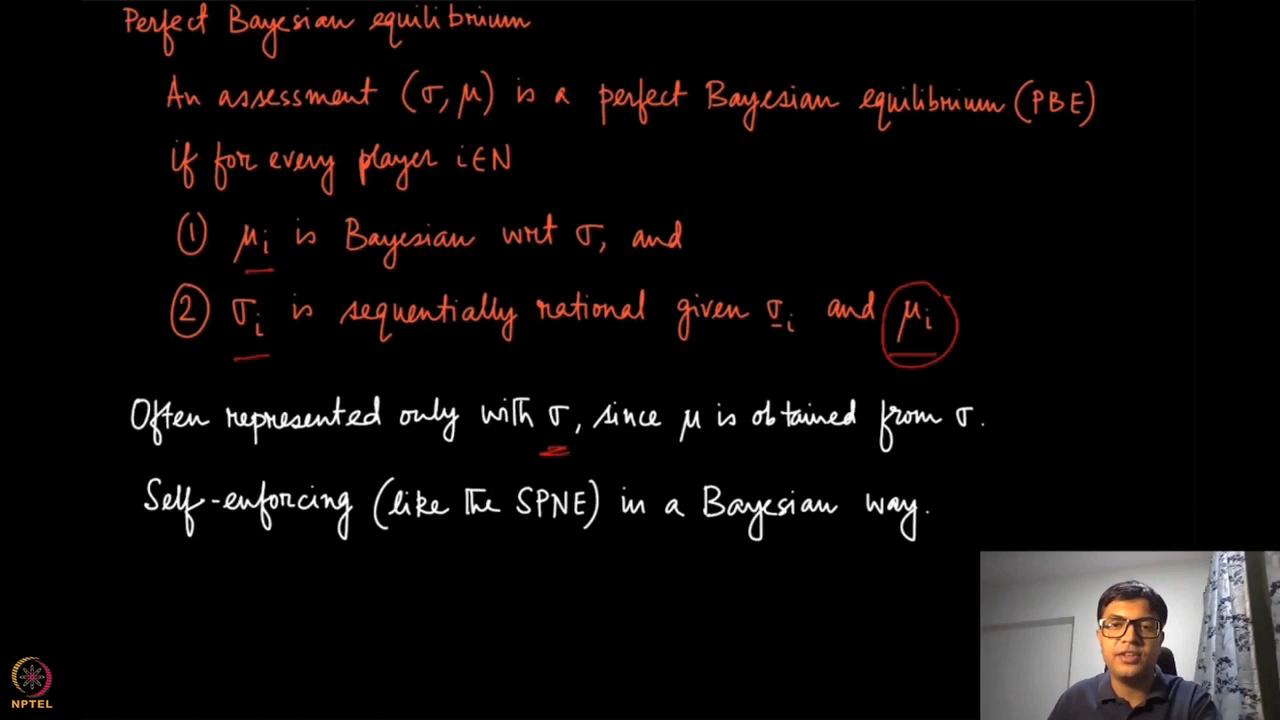 Perfect Bayesian equilibrium
An assessment (σ, μ) is a perfect Bayesian equilibrium (PBE)
if for every player i∈N
① μi is Bayesian wrt σ, and
② σi is sequentially rational given σ-i and μi
Often represented only with σ, since μ is obtained from σ.
Self-enforcing (like the SPNE) in a Bayesian way.
NPTEL